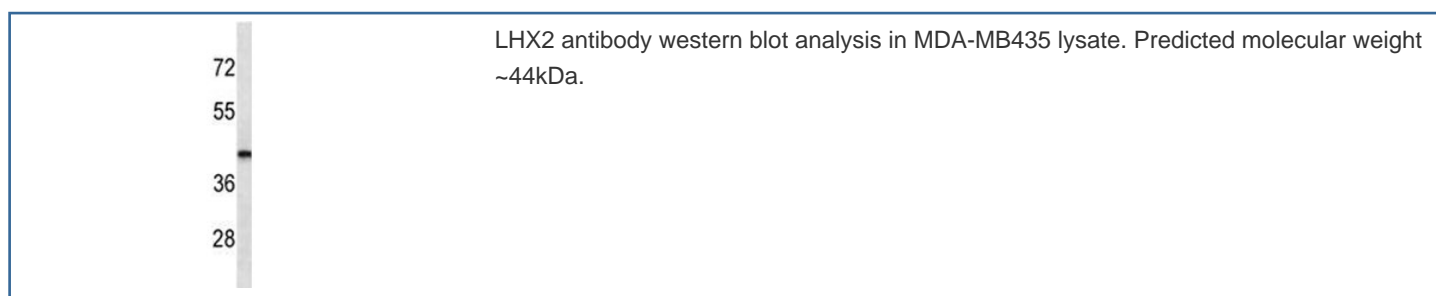 LHX2 antibody western blot analysis in MDA-MB435 lysate. Predicted molecular weight
~44kDa.
72
55
36
28